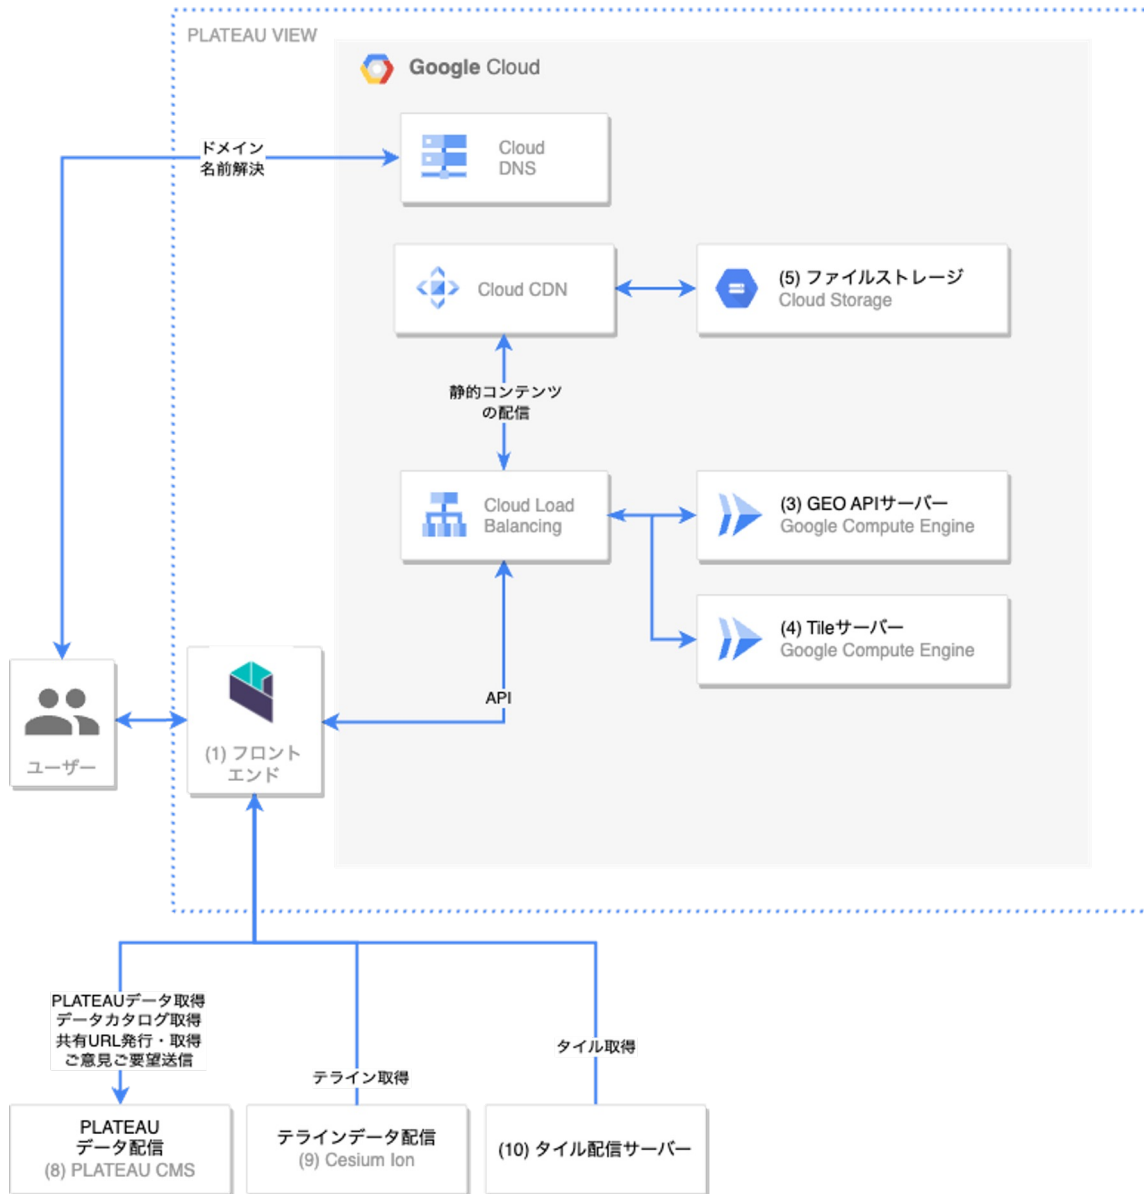 PLATEAU VIEW
Google Cloud
ドメイン
名前解決
Cloud
DNS
Cloud CDN
(5) ファイルストレージ
Cloud Storage
静的コンテンツ
の配信
Cloud Load
Balancing
(3) GEO APIサーバー
Google Compute Engine
(4) Tileサーバー
Google Compute Engine
API
ユーザー
(1) フロント
エンド
PLATEAUデータ取得
データカタログ取得
共有URL発行・取得
ご意見ご要望送信
テライン取得
タイル取得
PLATEAU
データ配信
(8) PLATEAU CMS
テラインデータ配信
(9) Cesium Ion
(10) タイル配信サーバー